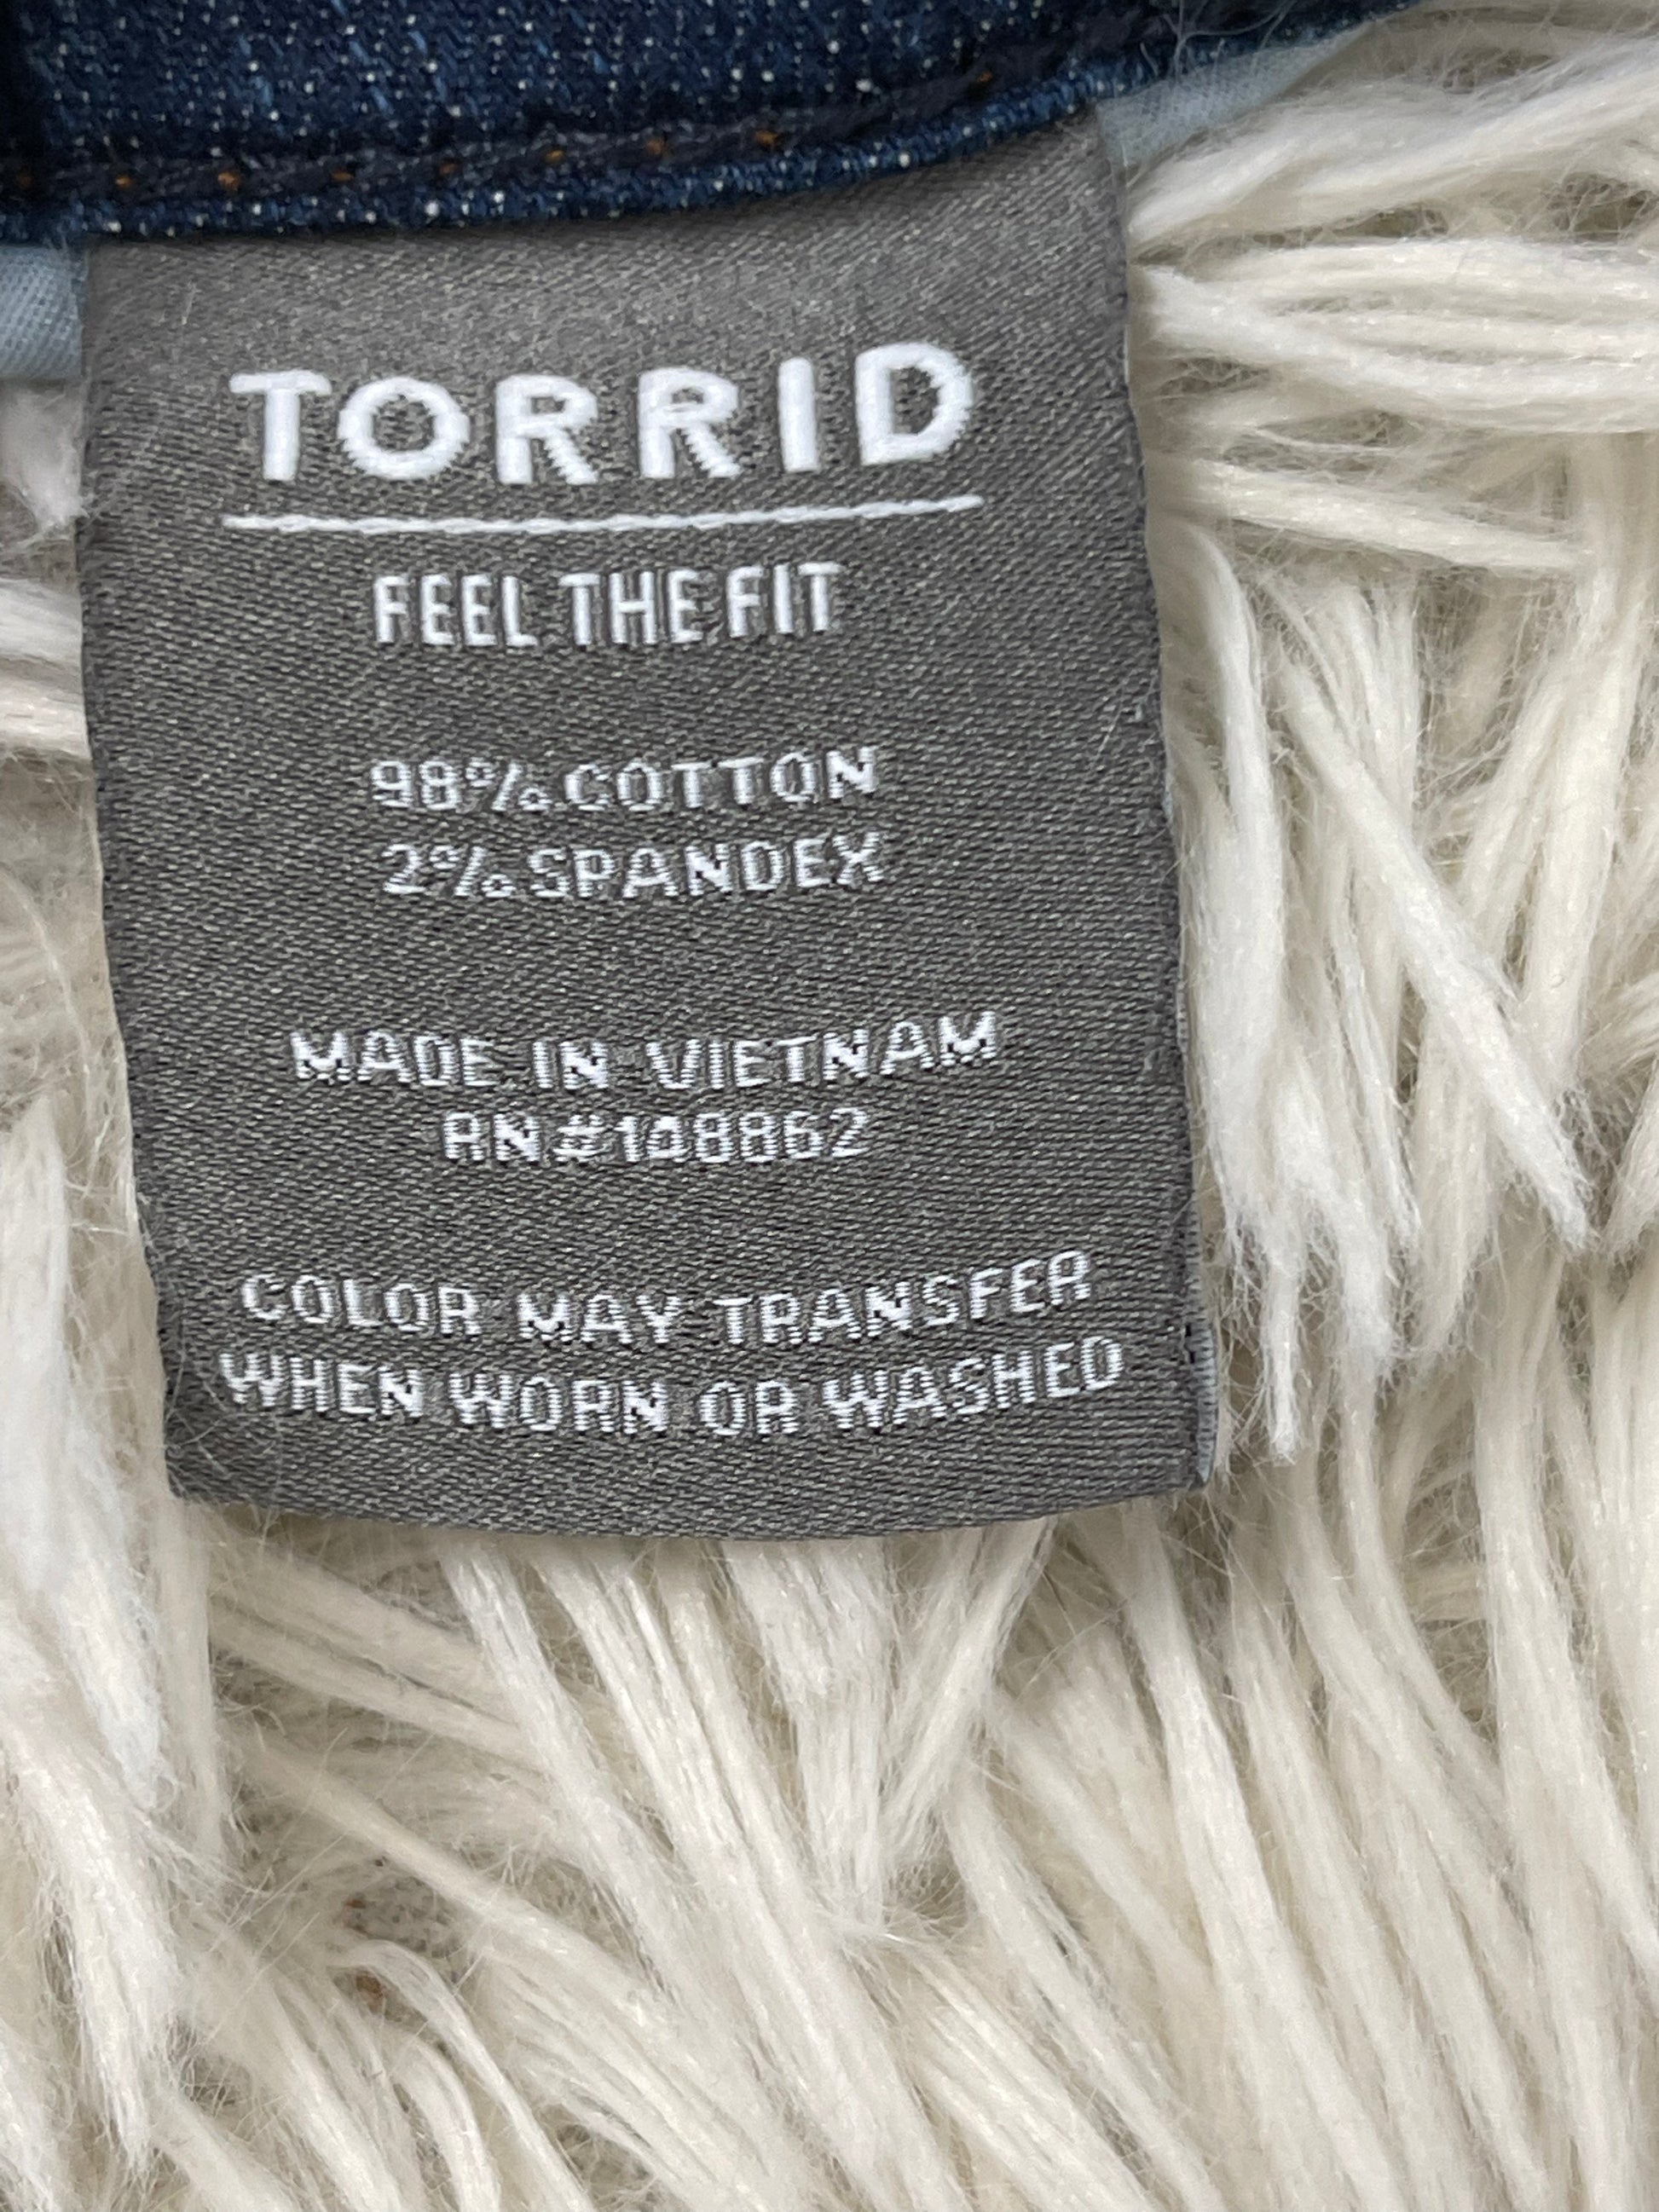 TORRID
FEEL THE FIT
98% COTTON
2% SPANDEX
MADE IN VIETNAM
RN#148862
COLOR MAY TRANSFER
WHEN WORN OR WASHED